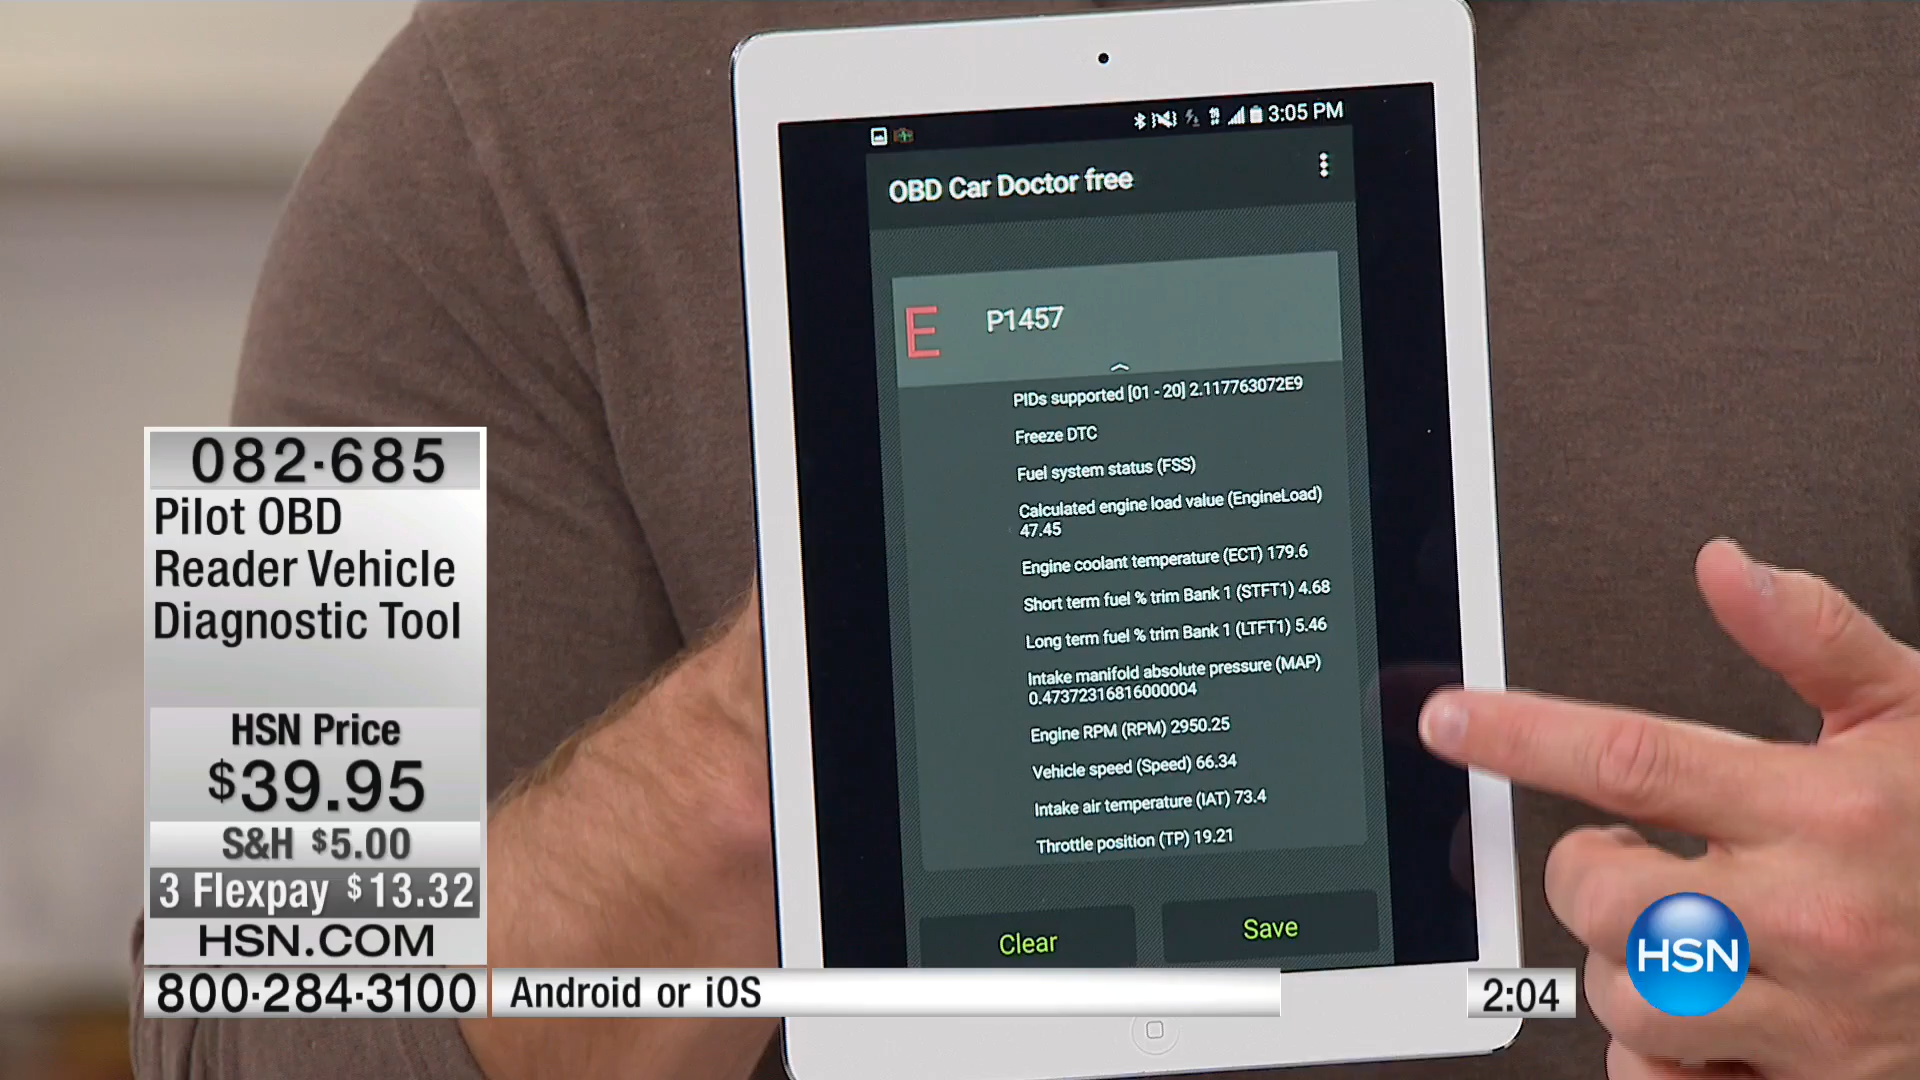 3:05 PM
OBD Car Doctor free
E
P1457
PIDs supported [01 - 20] 2.117763072E9
Freeze DTC
Fuel system status (FSS)
Calculated engine load value (EngineLoad)
47.45
Engine coolant temperature (ECT) 179.6
Short term fuel % trim Bank 1 (STFT1) 4.68
Long term fuel % trim Bank 1 (LTFT1) 5.46
Intake manifold absolute pressure (MAP)
0.47372316816000004
Engine RPM (RPM) 2950.25
Vehicle speed (Speed) 66.34
Intake air temperature (IAT) 73.4
Throttle position (TP) 19.21
Clear
Save
082·685
Pilot OBD
Reader Vehicle
Diagnostic Tool
HSN Price
$39.95
S&H $5.00
3 Flexpay $13.32
HSN.COM
800·284·3100
Android or iOS
2:04
HSN